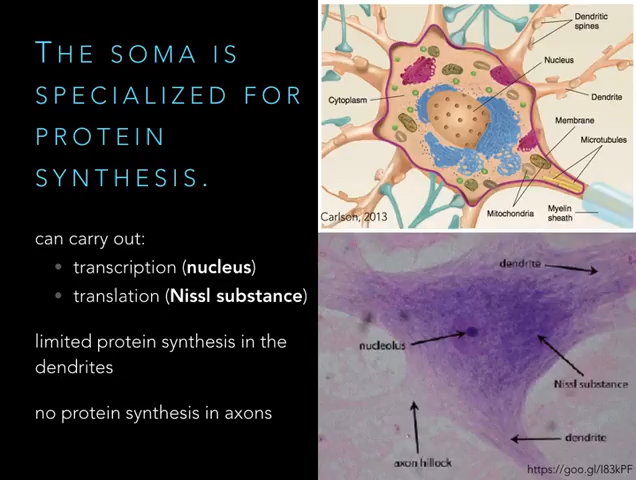 THE SOMA IS
SPECIALIZED FOR
PROTEIN
SYNTHESIS.
can carry out:
• transcription (nucleus)
• translation (Nissl substance)
limited protein synthesis in the
dendrites
no protein synthesis in axons
Dendritic
spines
Nucleus
Cytoplasm
Dendrite
Membrane
Microtubules
Carlson, 2013
Mitochondria
Myelin
sheath
dendrite
nucleolus
Nissl substance
dendrite
axon hillock
https://goo.gl/I83kPF